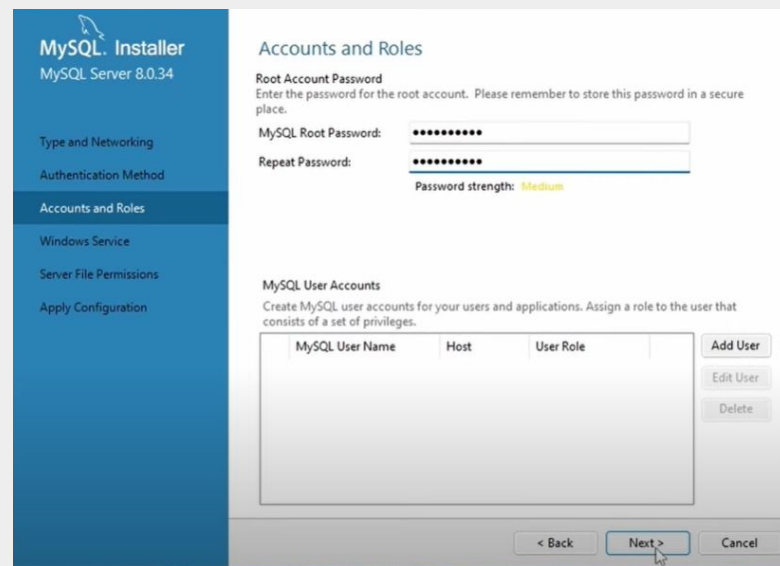 MySQL. Installer
MySQL Server 8.0.34
Type and Networking
Authentication Method
Accounts and Roles
Windows Service
Server File Permissions
Apply Configuration
Accounts and Roles
Root Account Password
Enter the password for the root account. Please remember to store this password in a secure
place.
MySQL Root Password: ●●●●●●●●●●
Repeat Password: ●●●●●●●●●●
Password strength: Medium
MySQL User Accounts
Create MySQL user accounts for your users and applications. Assign a role to the user that
consists of a set of privileges.
MySQL User Name Host User Role
Add User
Edit User
Delete
< Back Next > Cancel